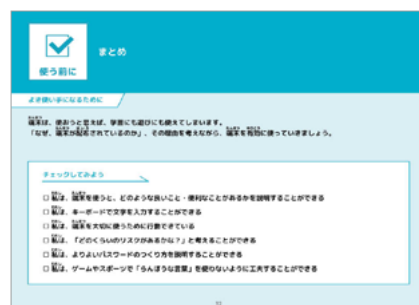 使う前に
まとめ
よき使い手になるために
端末は、使おうと思えば、学習にも遊びにも使えてしまいます。
「なぜ、端末が配布されているのか」、その理由を考えながら、端末を有効に使っていきましょう。
チェックしてみよう
□ 私は、端末を使うと、どのような良いこと・便利なことがあるかを説明することができる
□ 私は、キーボードで文字を入力することができる
□ 私は、端末を大切に使うために行動できている
□ 私は、「どのくらいのリスクがあるかな？」と考えることができる
□ 私は、よりよいパスワードのつくり方を説明することができる
□ 私は、ゲームやスポーツで「らんぼうな言葉」を使わないように工夫することができる